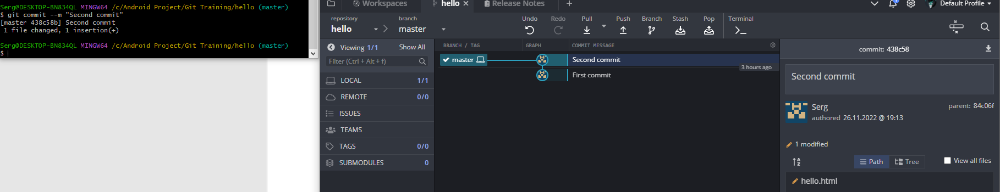 Serg@DESKTOP-BN834QL MINGW64 /c/Android Project/Git Training/hello (master)
$ git commit --m "Second commit"
[master 438c58b] Second commit
1 file changed, 1 insertion(+)
Serg@DESKTOP-BN834QL MINGW64 /c/Android Project/Git Training/hello (master)
$
Workspaces
hello
Release Notes
Default Profile
repository
hello
branch
master
Undo
Redo
Pull
Push
Branch
Stash
Pop
Terminal
Viewing 1/1
Show All
Filter (Ctrl + Alt + f)
LOCAL 1/1
REMOTE 0/0
ISSUES
TEAMS
TAGS 0/0
SUBMODULES 0
BRANCH / TAG
GRAPH
COMMIT MESSAGE
master
Second commit
3 hours ago
First commit
commit: 438c58
Second commit
Serg
authored 26.11.2022 @ 19:13
parent: 84c06f
1 modified
Path
Tree
View all files
hello.html